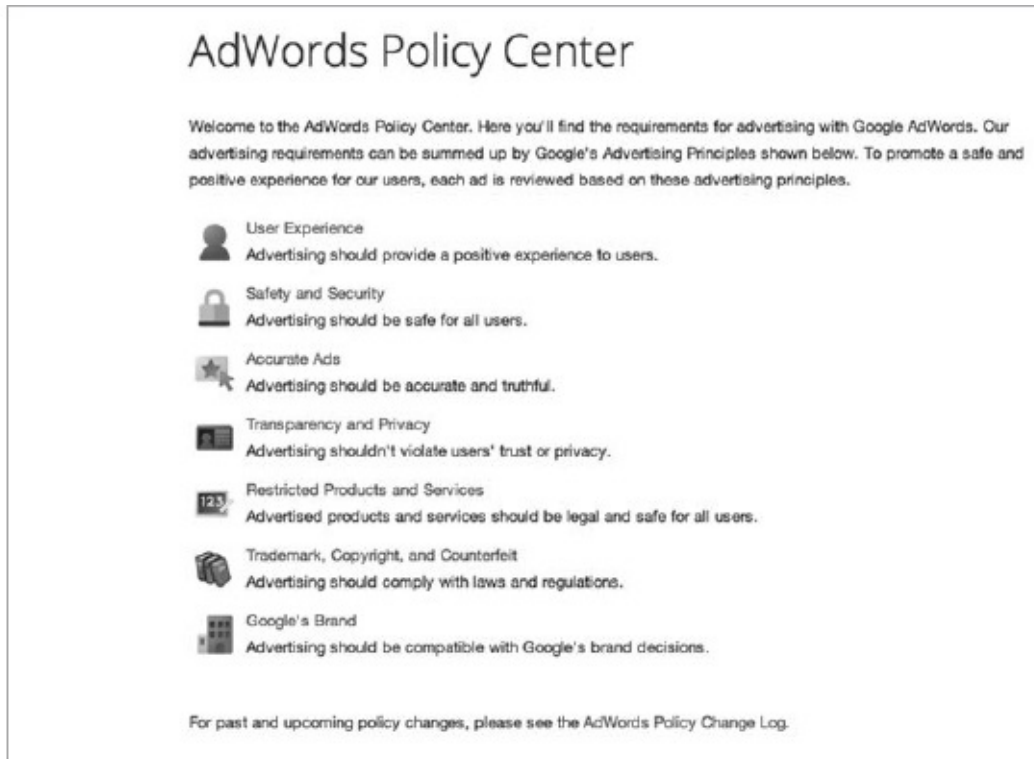 AdWords Policy Center
Welcome to the AdWords Policy Center. Here you'll find the requirements for advertising with Google AdWords. Our
advertising requirements can be summed up by Google's Advertising Principles shown below. To promote a safe and
positive experience for our users, each ad is reviewed based on these advertising principles.
User Experience
Advertising should provide a positive experience to users.
Safety and Security
Advertising should be safe for all users.
Accurate Ads
Advertising should be accurate and truthful.
Transparency and Privacy
Advertising shouldn't violate users' trust or privacy.
123
Restricted Products and Services
Advertised products and services should be legal and safe for all users.
Trademark, Copyright, and Counterfeit
Advertising should comply with laws and regulations.
Google's Brand
Advertising should be compatible with Google's brand decisions.
For past and upcoming policy changes, please see the AdWords Policy Change Log.